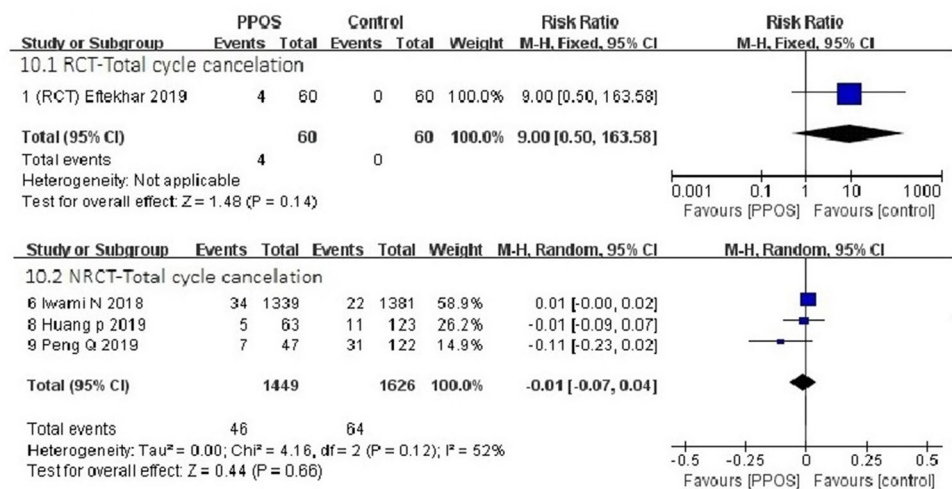 PPOS Control Risk Ratio Risk Ratio
Study or Subgroup Events Total Events Total Weight M-H, Fixed, 95% CI M-H, Fixed, 95% CI
10.1 RCT-Total cycle cancelation
1 (RCT) Eftekhar 2019 4 60 0 60 100.0% 9.00 [0.50, 163.58]
Total (95% CI) 60 60 100.0% 9.00 [0.50, 163.58]
Total events 4 0
Heterogeneity: Not applicable
Test for overall effect: Z = 1.48 (P = 0.14)
0.001 0.1 1 10 1000
Favours [PPOS] Favours [control]
Study or Subgroup Events Total Events Total Weight M-H, Random, 95% CI M-H, Random, 95% CI
10.2 NRCT-Total cycle cancelation
6 Iwami N 2018 34 1339 22 1381 58.9% 0.01 [-0.00, 0.02]
8 Huang p 2019 5 63 11 123 26.2% -0.01 [-0.09, 0.07]
9 Peng Q 2019 7 47 31 122 14.9% -0.11 [-0.23, 0.02]
Total (95% CI) 1449 1626 100.0% -0.01 [-0.07, 0.04]
Total events 46 64
Heterogeneity: Tau² = 0.00; Chi² = 4.16, df = 2 (P = 0.12); I² = 52%
Test for overall effect: Z = 0.44 (P = 0.66)
-0.5 -0.25 0 0.25 0.5
Favours [PPOS] Favours [control]